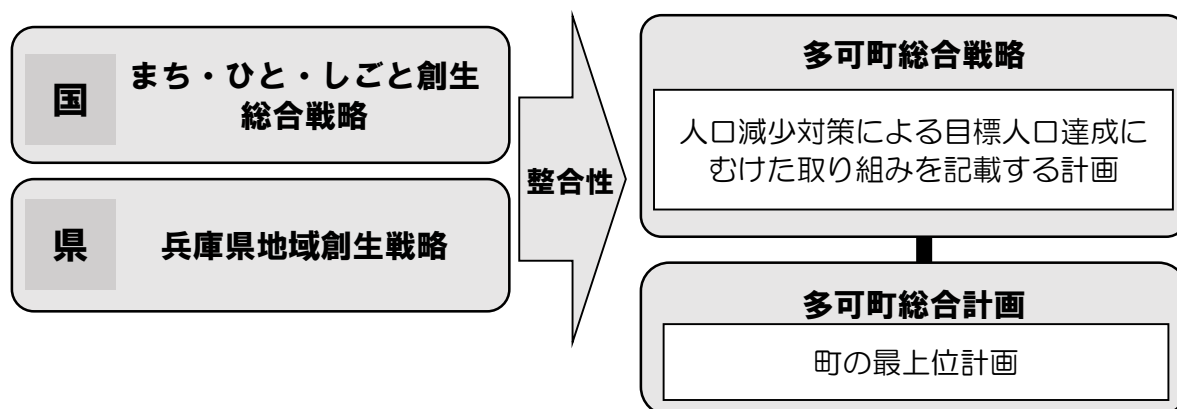 国
まち・ひと・しごと創生
総合戦略
県
兵庫県地域創生戦略
整合性
多可町総合戦略
人口減少対策による目標人口達成に
むけた取り組みを記載する計画
多可町総合計画
町の最上位計画